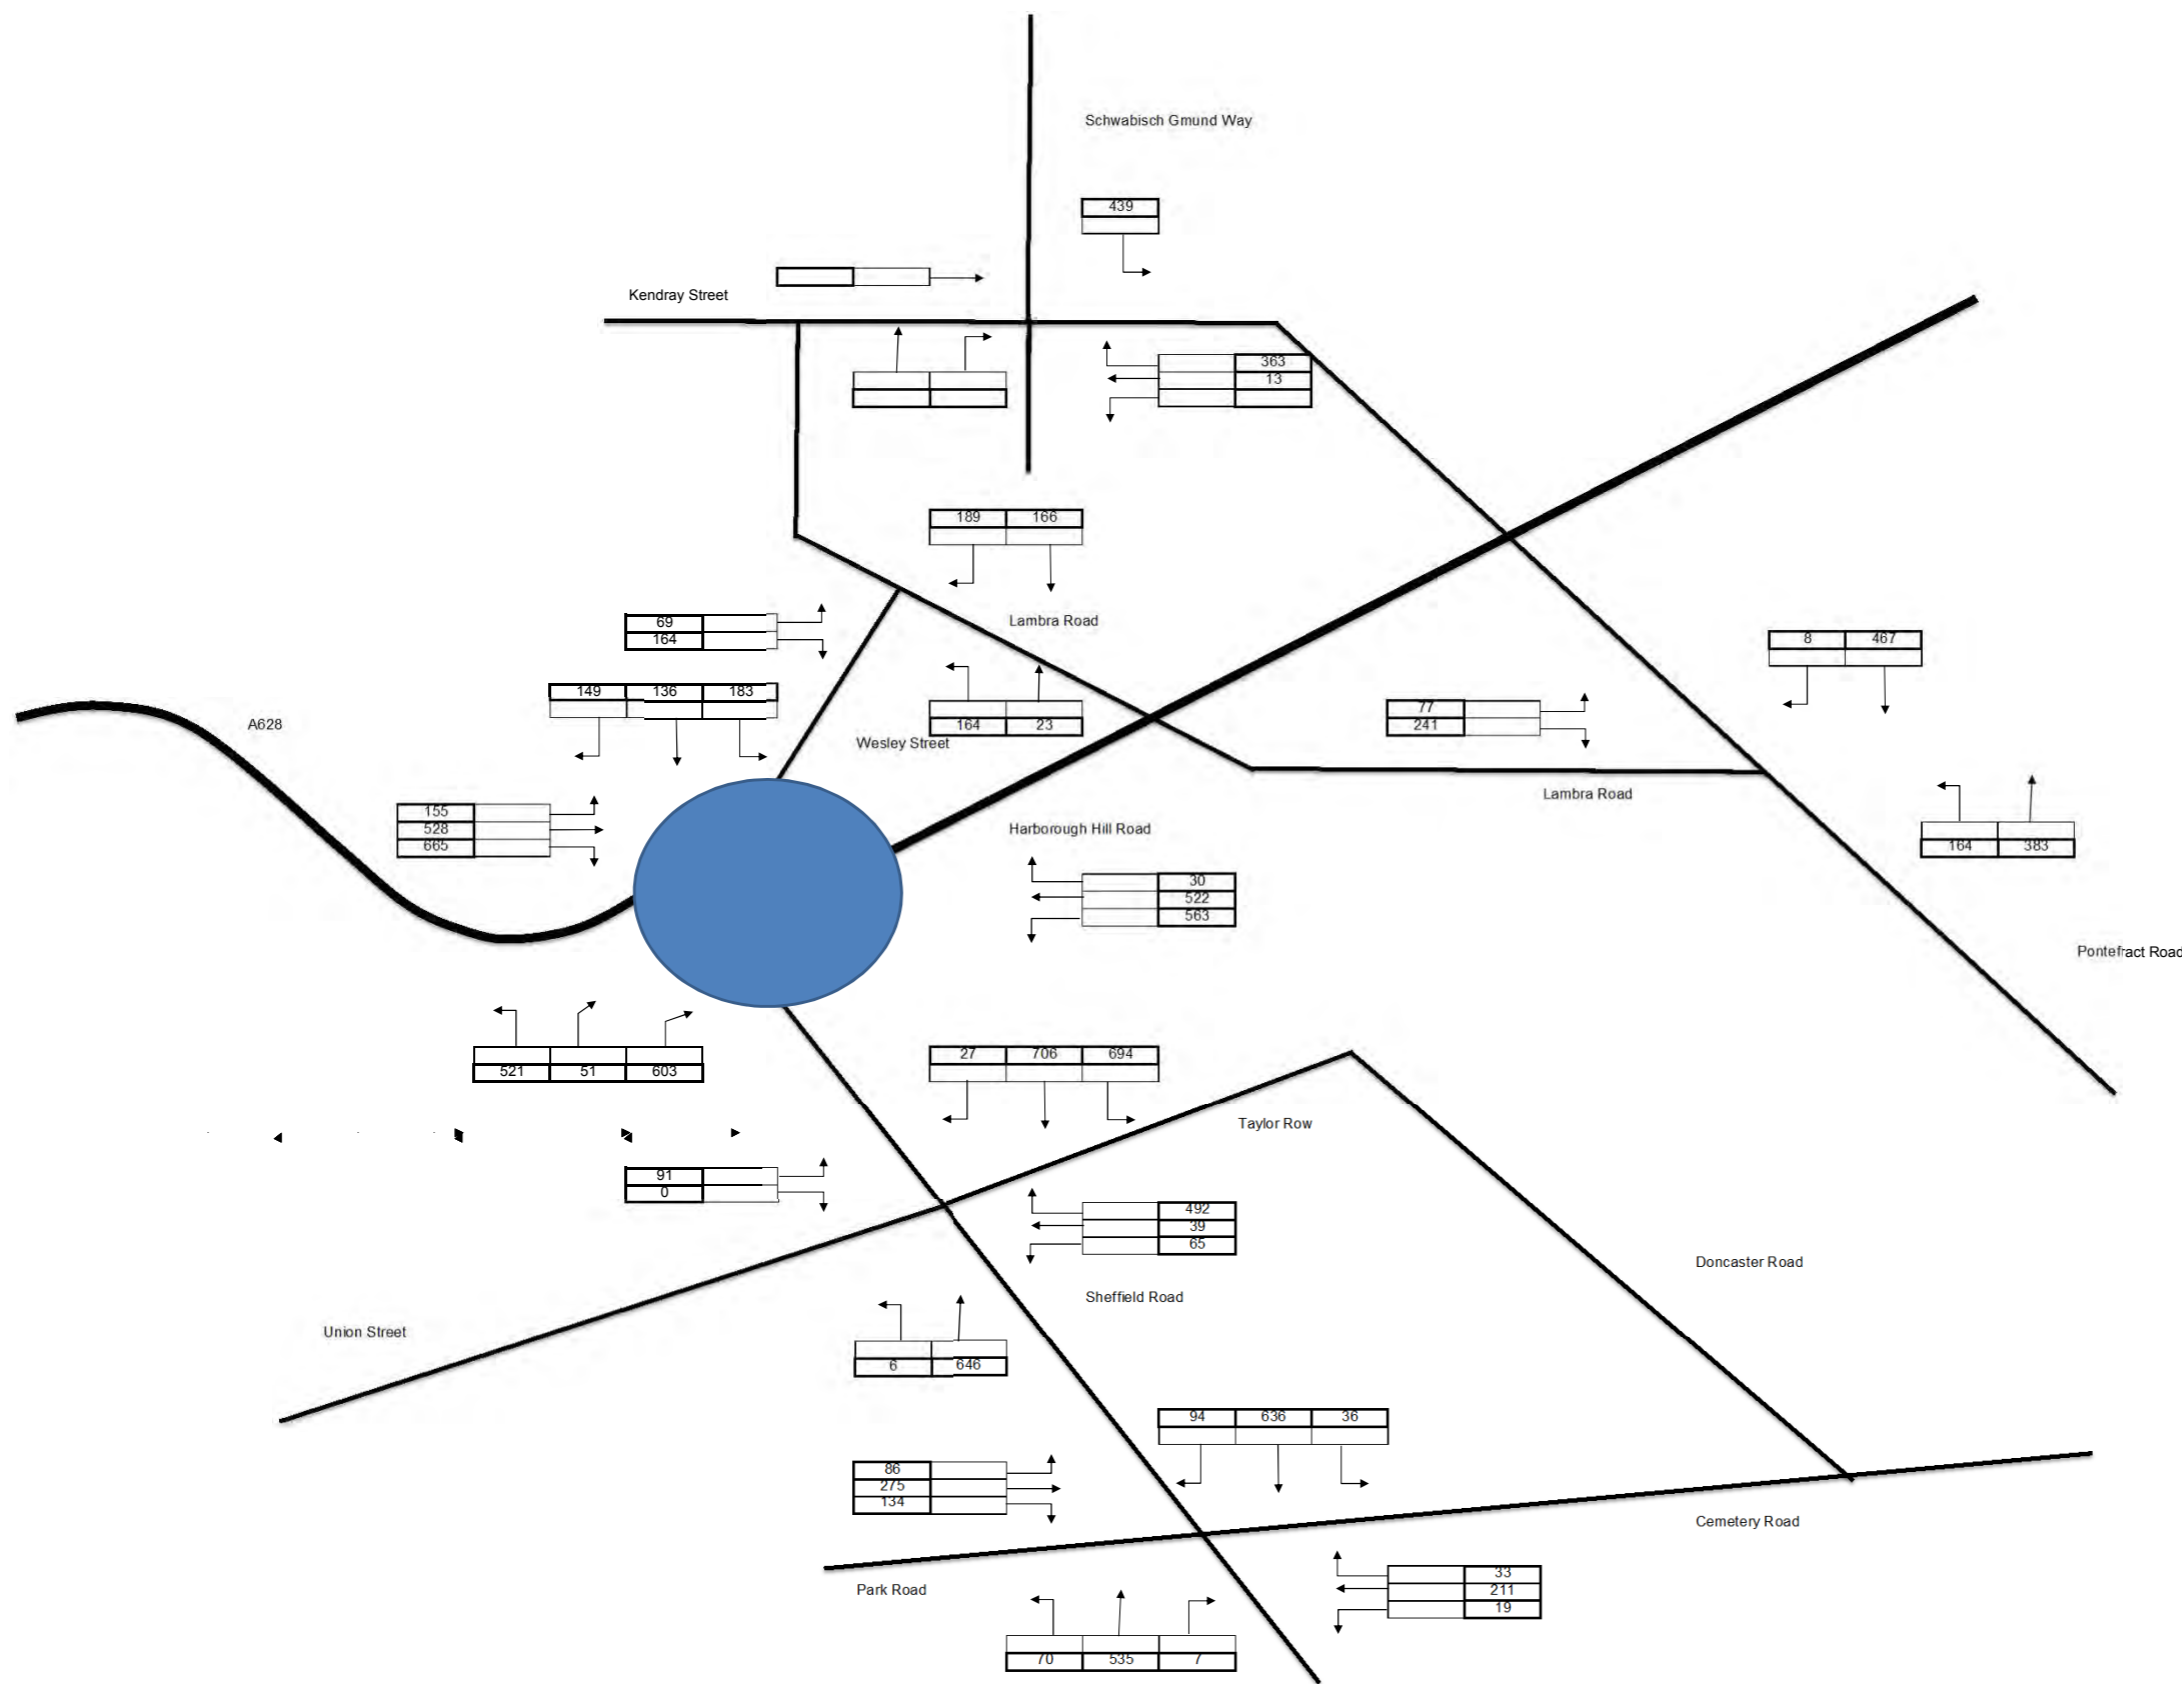 Schwabisch Gmund Way
439
Kendray Street
363
13
189 166
Lambra Road
69
164
8 467
149 136 183
164 23
77
241
A628
Wesley Street
Lambra Road
155
528
665
Harborough Hill Road
164 383
30
522
563
Pontefract Road
521 51 603
27 706 694
Taylor Row
91
0
492
39
65
Doncaster Road
Sheffield Road
Union Street
6 646
94 636 36
86
275
134
Cemetery Road
Park Road
33
211
19
70 535 7